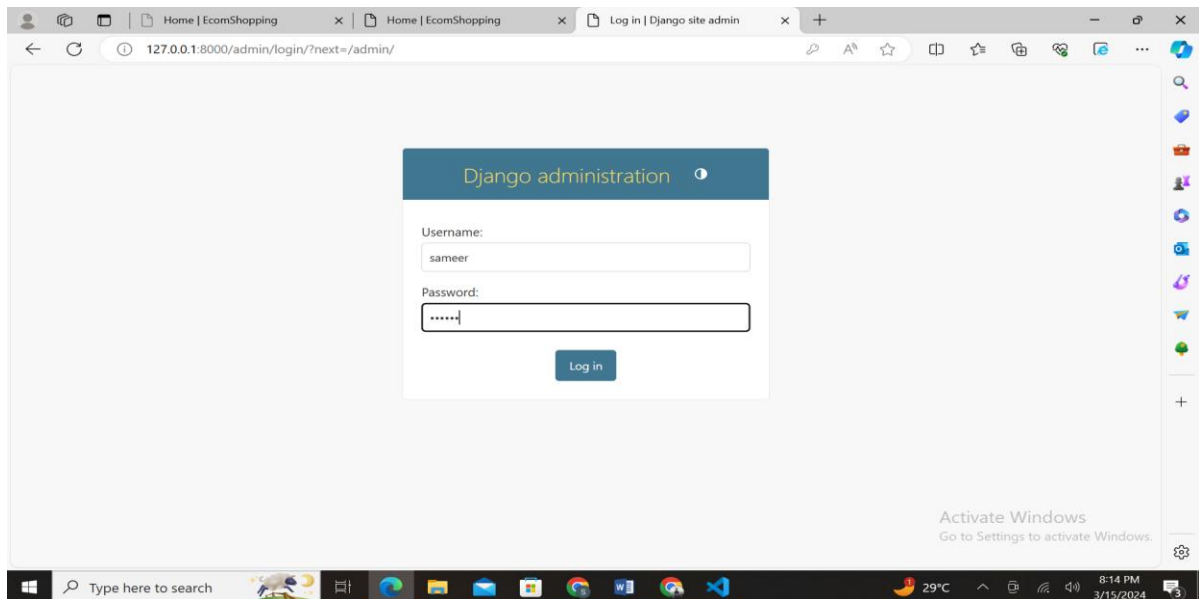 Home | EcomShopping
Home | EcomShopping
Log in | Django site admin
127.0.0.1:8000/admin/login/?next=/admin/
Django administration
Username:
sameer
Password:
••••••
Log in
Activate Windows
Go to Settings to activate Windows.
Type here to search
29°C
8:14 PM
3/15/2024